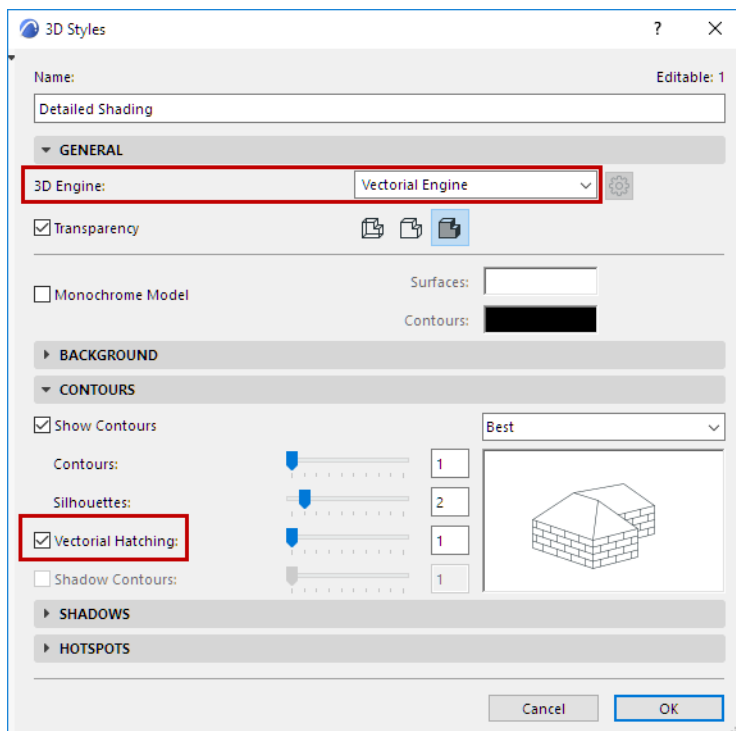 3D Styles
Name: Editable: 1
Detailed Shading
GENERAL
3D Engine: Vectorial Engine
Transparency
Monochrome Model
Surfaces:
Contours:
BACKGROUND
CONTOURS
Show Contours Best
Contours: 1
Silhouettes: 2
Vectorial Hatching: 1
Shadow Contours: 1
SHADOWS
HOTSPOTS
Cancel OK